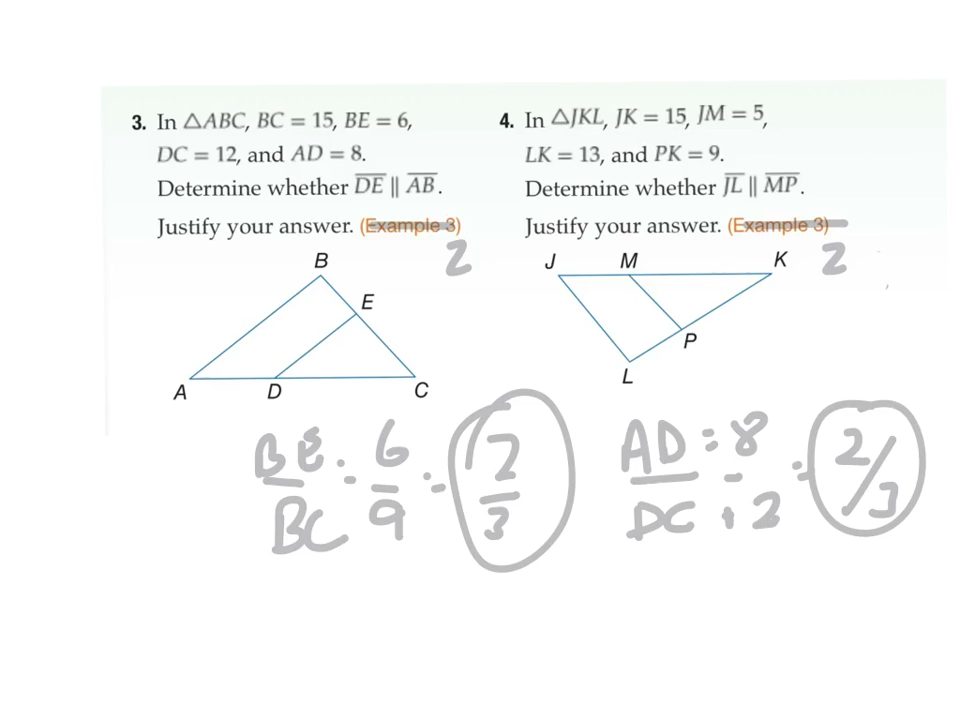 3. In △ABC, BC = 15, BE = 6,
DC = 12, and AD = 8.
Determine whether DE || AB.
Justify your answer. (Example 3)
2
B
E
A
D
C
4. In △JKL, JK = 15, JM = 5,
LK = 13, and PK = 9.
Determine whether JL || MP.
Justify your answer. (Example 3)
2
J
M
K
P
L
BE = 6 = 2
BC 9 3
AD = 8 = 2/3
DC 12